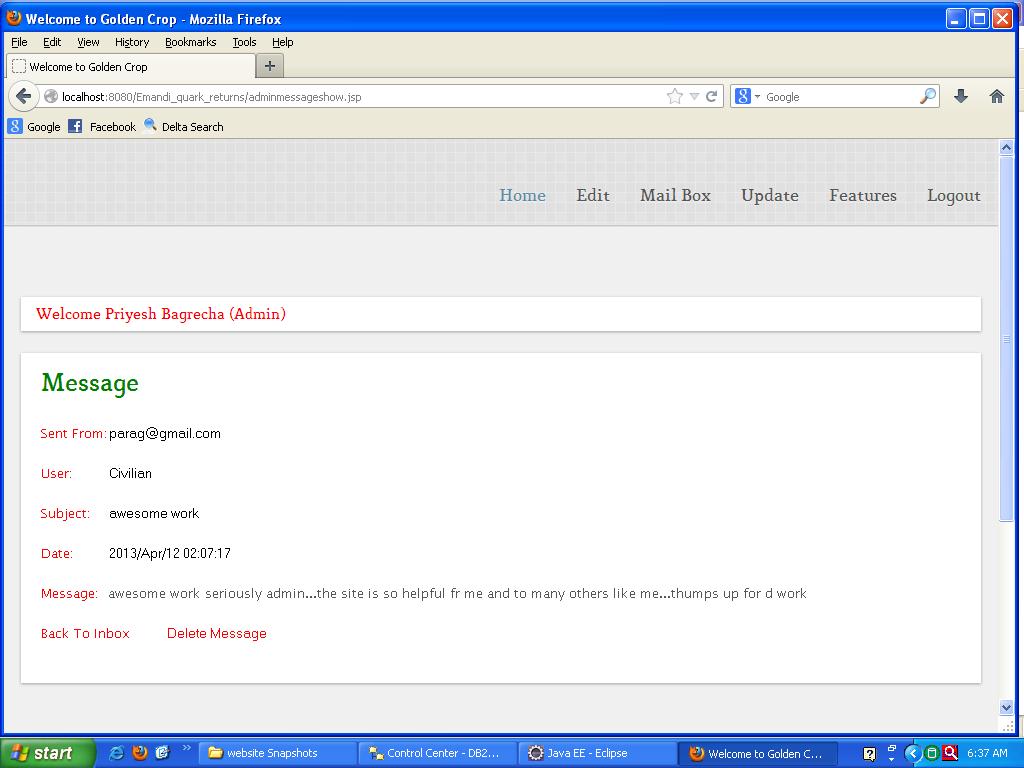 Welcome to Golden Crop - Mozilla Firefox
File Edit View History Bookmarks Tools Help
Welcome to Golden Crop
localhost:8080/Emandi_quark_returns/adminmessageshow.jsp
Google
Google Facebook Delta Search
Home Edit Mail Box Update Features Logout
Welcome Priyesh Bagrecha (Admin)
Message
Sent From: parag@gmail.com
User: Civilian
Subject: awesome work
Date: 2013/Apr/12 02:07:17
Message: awesome work seriously admin...the site is so helpful fr me and to many others like me...thumps up for d work
Back To Inbox Delete Message
start website Snapshots Control Center - DB2... Java EE - Eclipse Welcome to Golden C... 6:37 AM